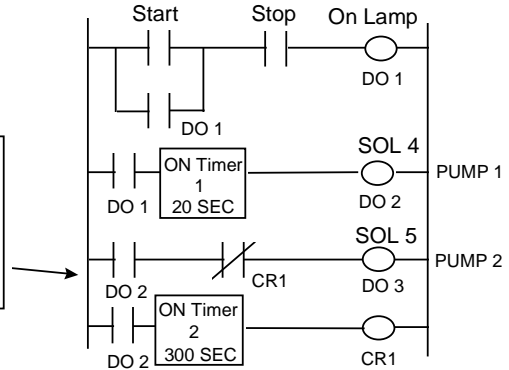 Start Stop On Lamp
DO 1
DO 1
SOL 4
ON Timer
1
20 SEC
PUMP 1
DO 1
DO 2
SOL 5
PUMP 2
CR1
DO 2
DO 3
ON Timer
2
300 SEC
DO 2
CR1